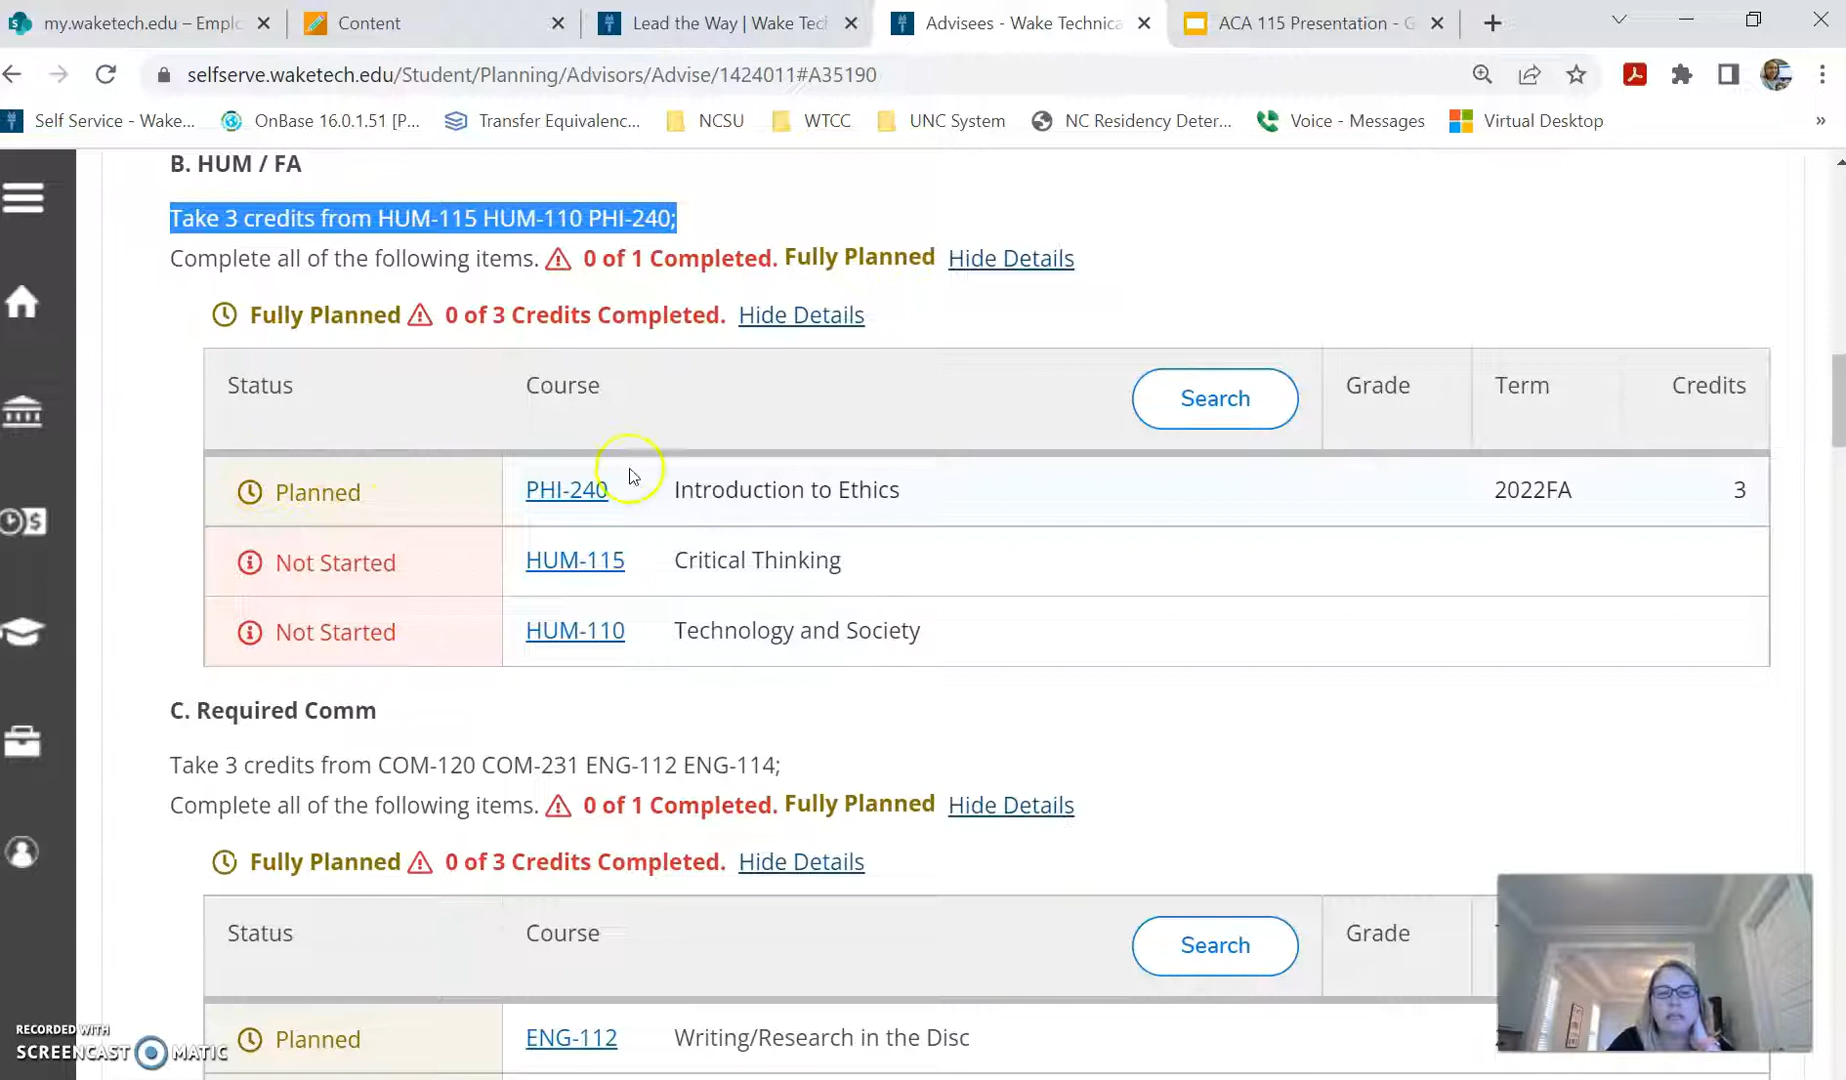 my.waketech.edu – Emplc
Content
Lead the Way | Wake Tech
Advisees - Wake Technica
ACA 115 Presentation - G
selfserve.waketech.edu/Student/Planning/Advisors/Advise/1424011#A35190
Self Service - Wake...
OnBase 16.0.1.51 [P...
Transfer Equivalenc...
NCSU
WTCC
UNC System
NC Residency Deter...
Voice - Messages
Virtual Desktop
»
B. HUM / FA
Take 3 credits from HUM-115 HUM-110 PHI-240;
Complete all of the following items. 0 of 1 Completed. Fully Planned Hide Details
Fully Planned 0 of 3 Credits Completed. Hide Details
Status Course Search Grade Term Credits
Planned PHI-240 Introduction to Ethics 2022FA 3
Not Started HUM-115 Critical Thinking
Not Started HUM-110 Technology and Society
C. Required Comm
Take 3 credits from COM-120 COM-231 ENG-112 ENG-114;
Complete all of the following items. 0 of 1 Completed. Fully Planned Hide Details
Fully Planned 0 of 3 Credits Completed. Hide Details
Status Course Search Grade
Planned ENG-112 Writing/Research in the Disc
RECORDED WITH
SCREENCAST MATIC